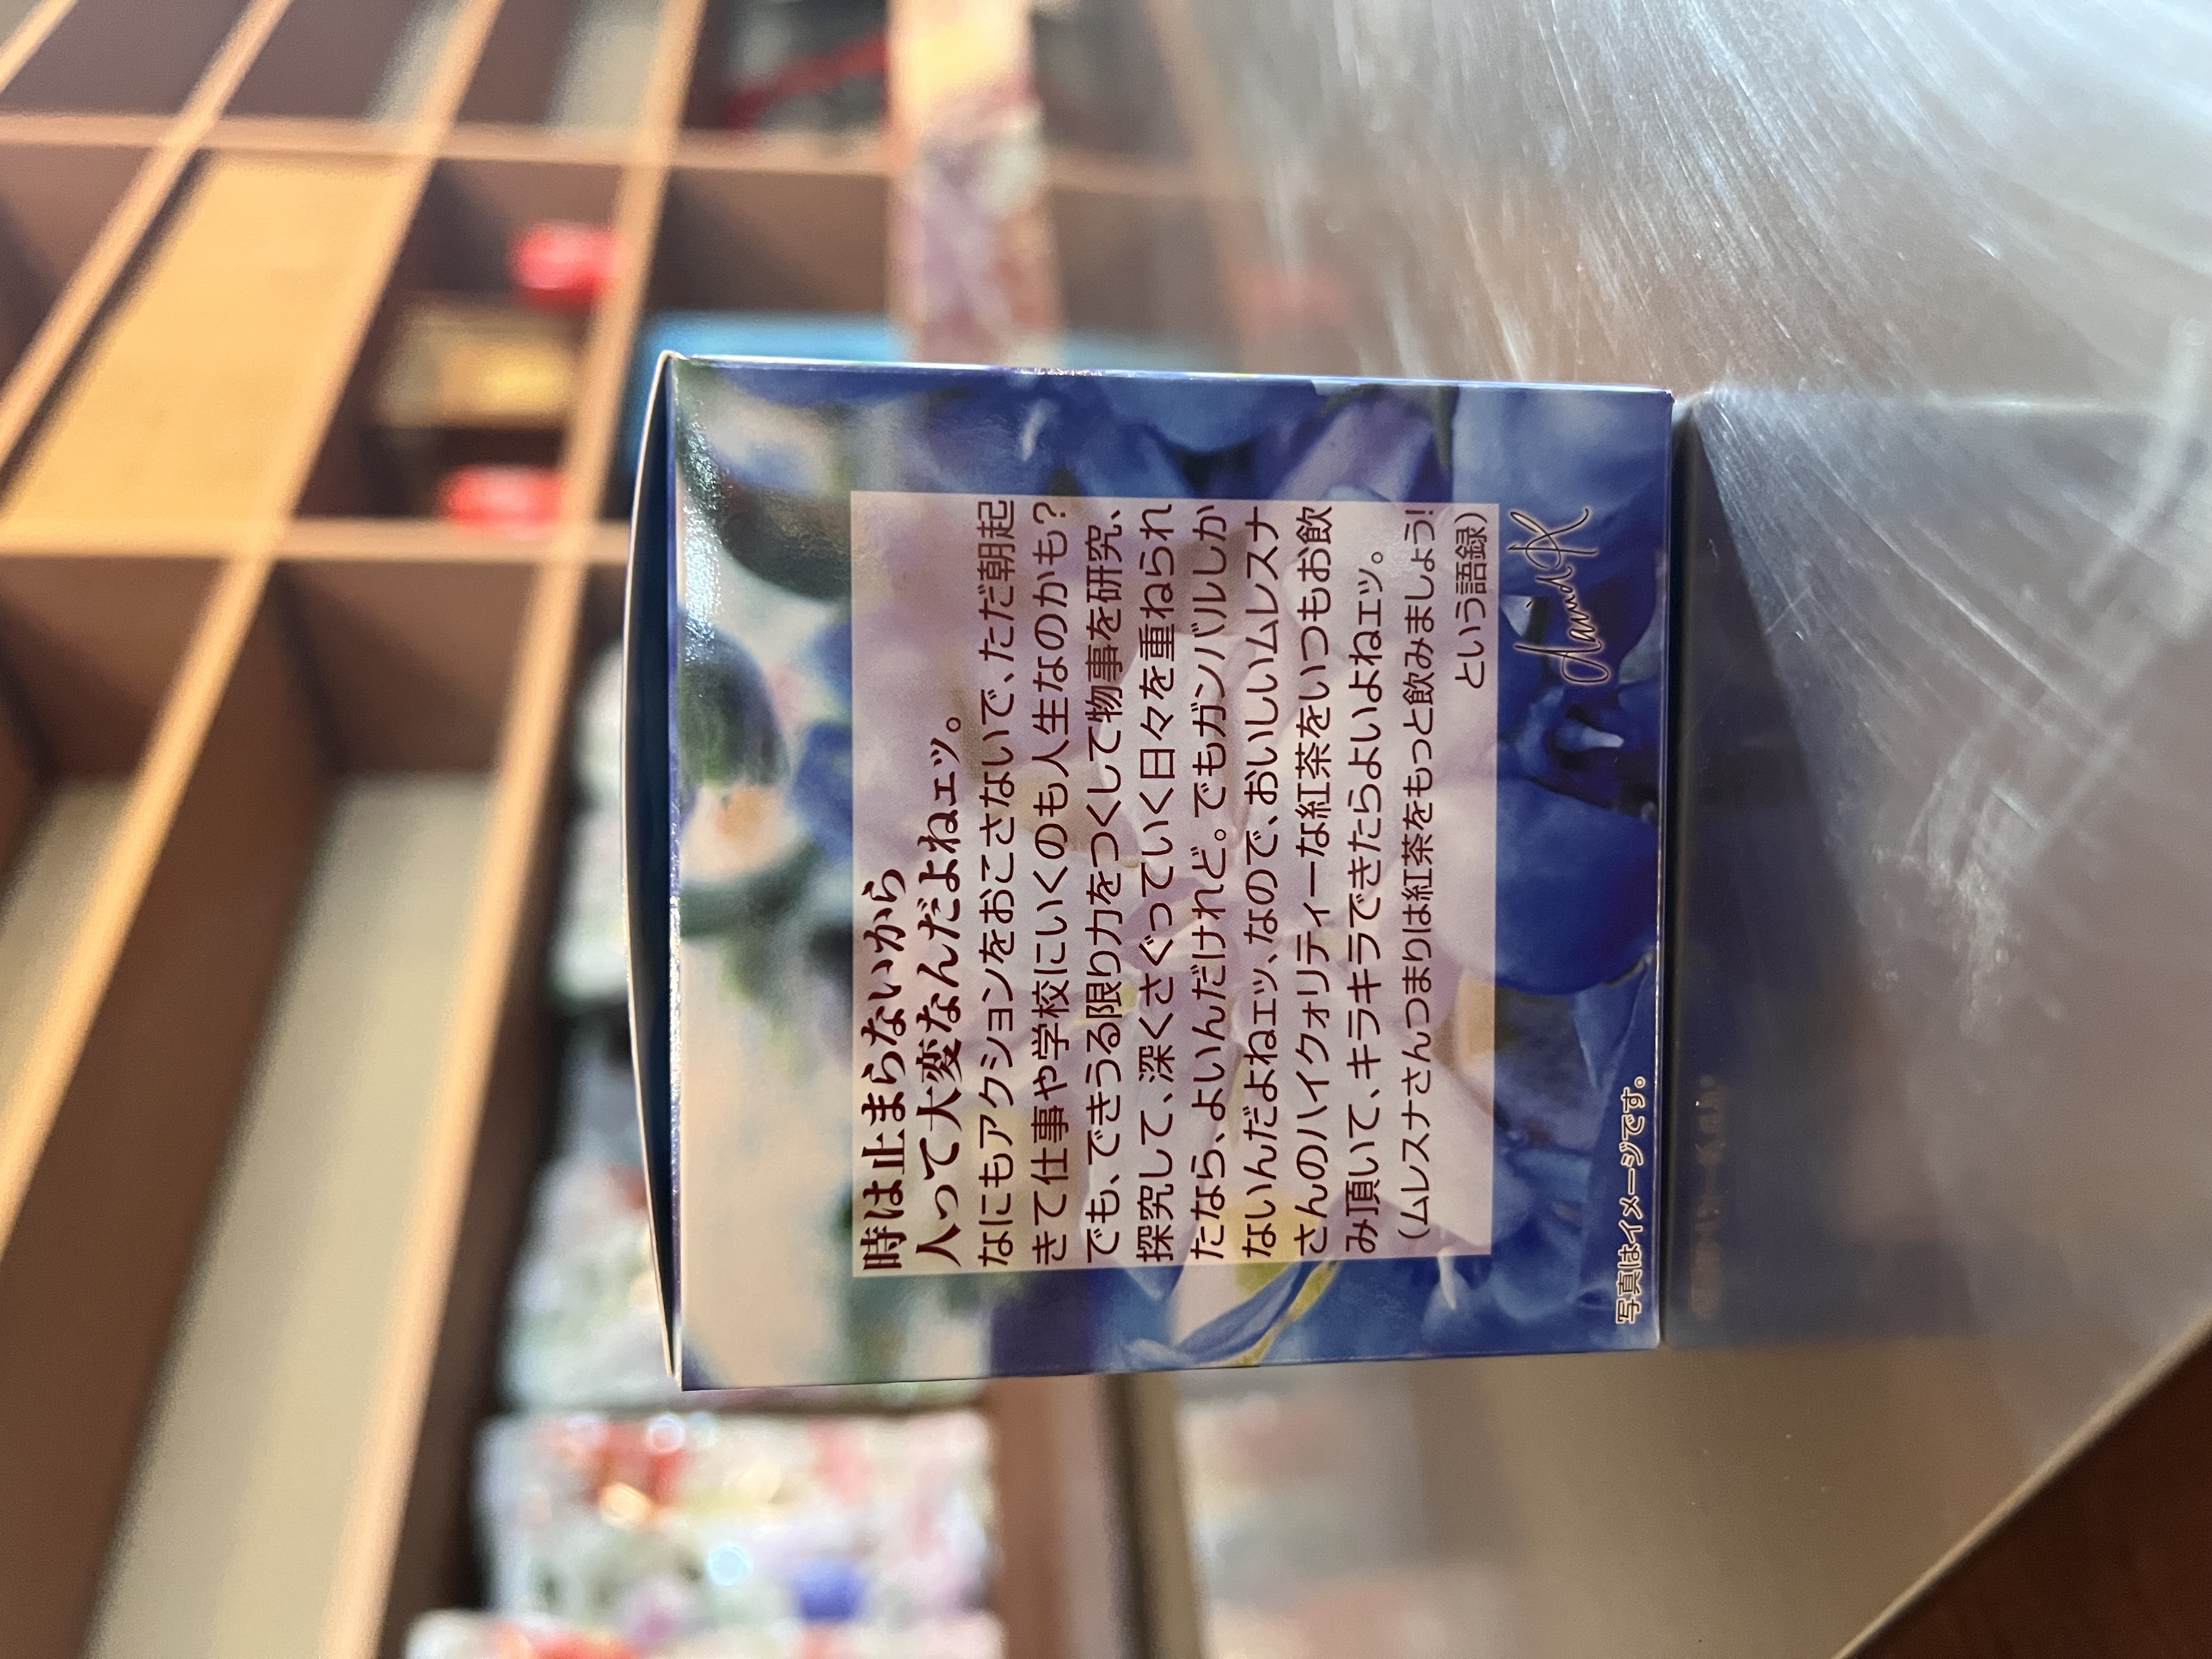 時は止まらないから
人って大変なんだよねェッ。
なにもアクションをおこさないで、ただ朝起
きて仕事や学校にいくのも人生なのかも？
でも、できうる限り力をつくして物事を研究、
探究して、深くさぐっていく日々を重ねられ
たなら、よいんだけれど。でもガンバルしか
ないんだよねェッ、なので、おいしいムレスナ
さんのハイクォリティーな紅茶をいつもお飲
み頂いて、キラキラできたらよいよねェッ。
（ムレスナさんつまりは紅茶をもっと飲みましょう！
という語録）
david K
写真はイメージです。